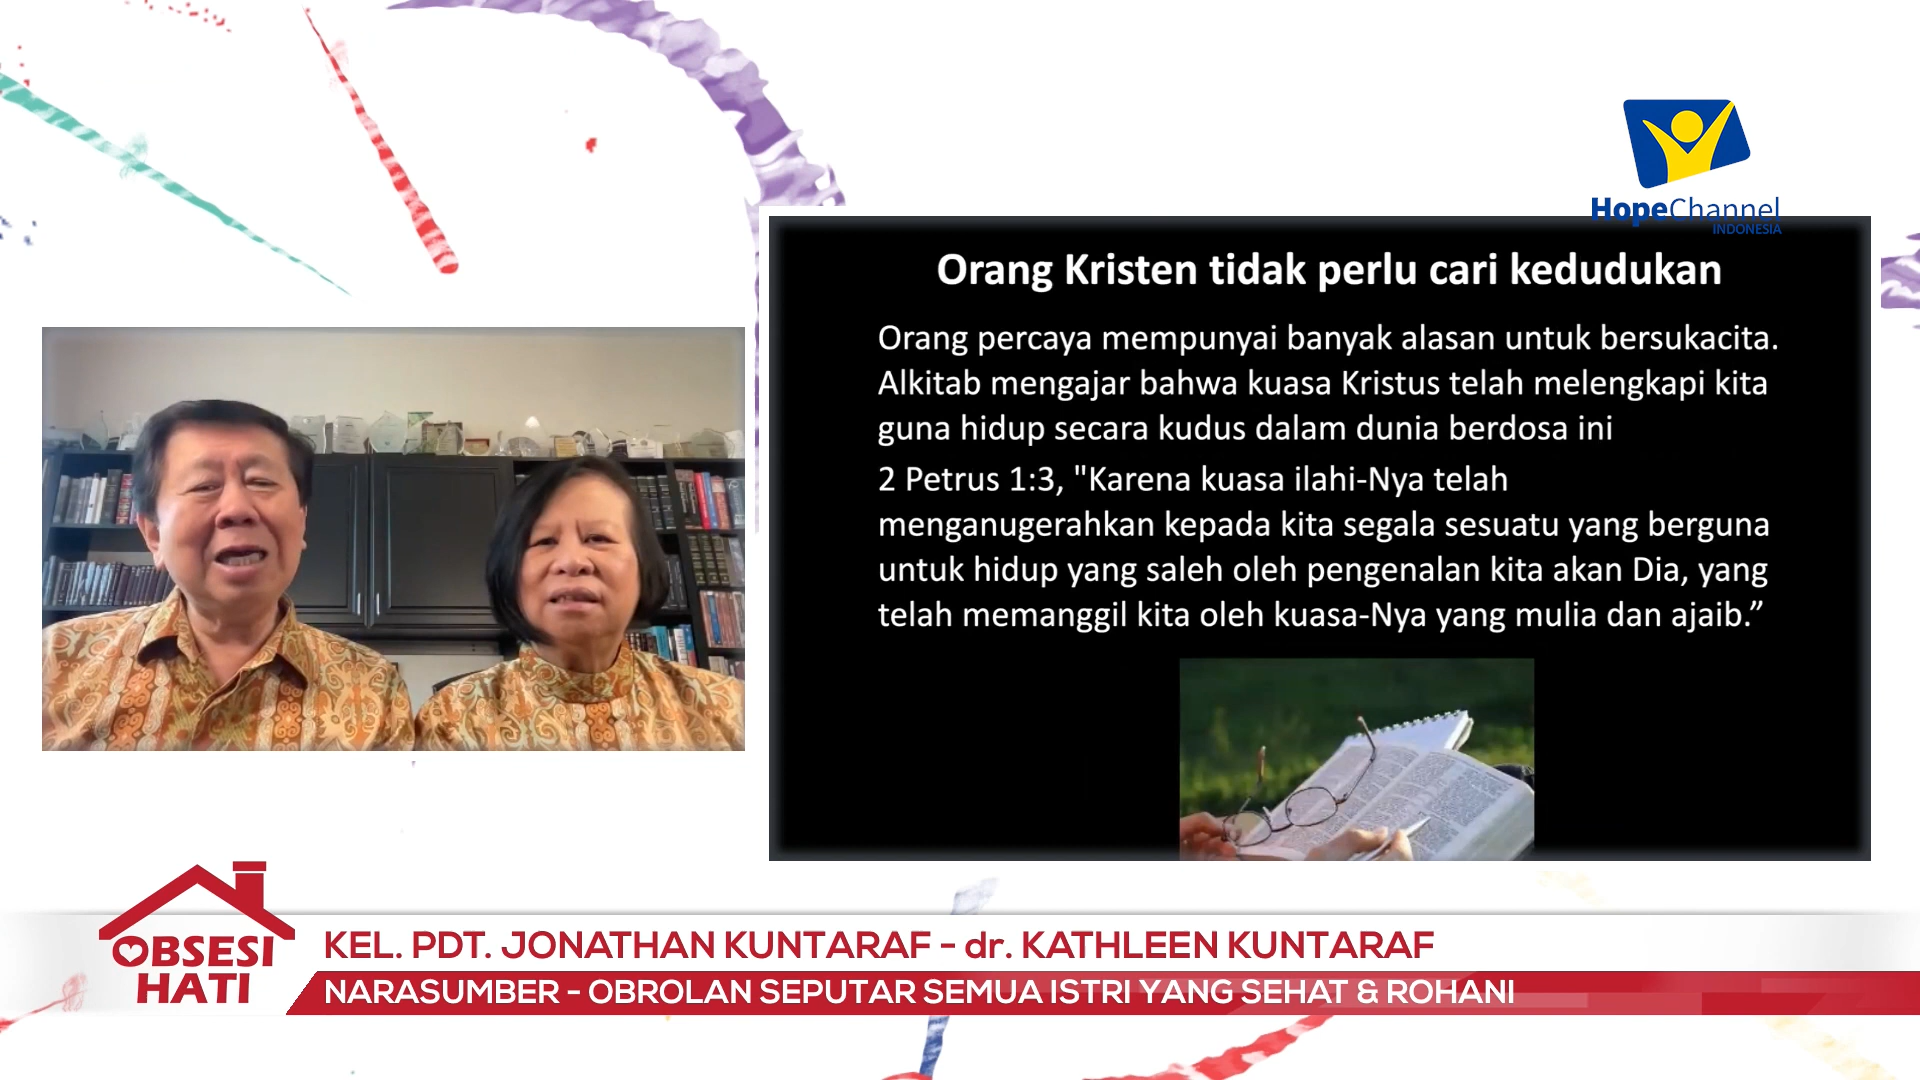 HopeChannel
INDONESIA
Orang Kristen tidak perlu cari kedudukan
Orang percaya mempunyai banyak alasan untuk bersukacita.
Alkitab mengajar bahwa kuasa Kristus telah melengkapi kita
guna hidup secara kudus dalam dunia berdosa ini
2 Petrus 1:3, "Karena kuasa ilahi-Nya telah
menganugerahkan kepada kita segala sesuatu yang berguna
untuk hidup yang saleh oleh pengenalan kita akan Dia, yang
telah memanggil kita oleh kuasa-Nya yang mulia dan ajaib.”
OBSESI
HATI
KEL. PDT. JONATHAN KUNTARAF - dr. KATHLEEN KUNTARAF
NARASUMBER - OBROLAN SEPUTAR SEMUA ISTRI YANG SEHAT & ROHANI